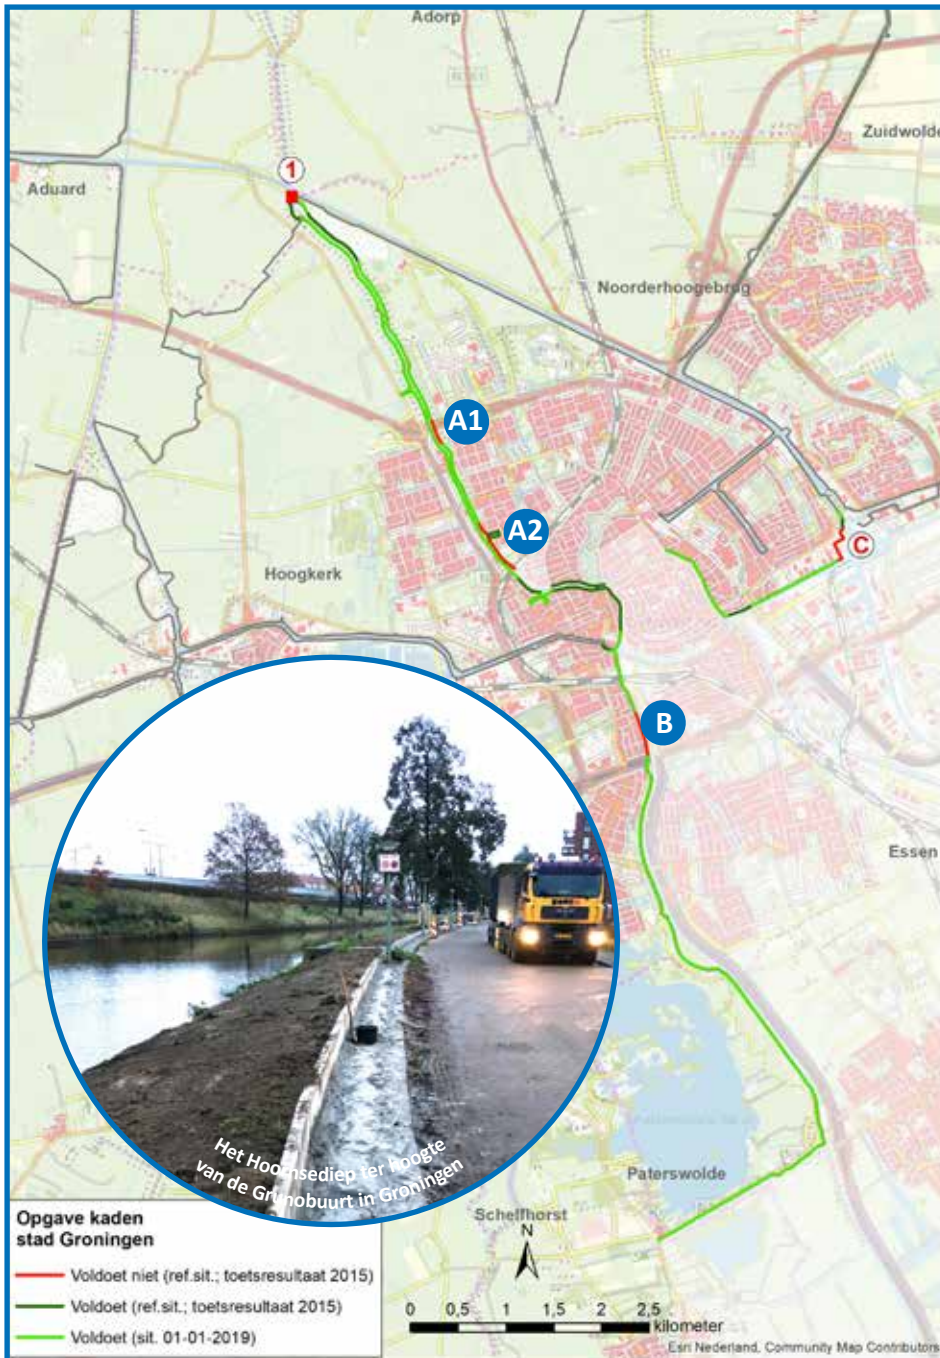 Adorp
Zuidwolde
1
Aduard
Noorderhoogebrug
A1
A2
C
Hoogkerk
B
Essen
Het Hoornsediep ter hoogte
van de Grunobuurt in Groningen
Paterswolde
Scheffhorst
N
Opgave kaden
stad Groningen
Voldoet niet (ref.sit.; toetsresultaat 2015)
Voldoet (ref.sit.; toetsresultaat 2015)
Voldoet (sit. 01-01-2019)
0 0,5 1 1,5 2 2,5
kilometer
Esri Nederland, Community Map Contributors